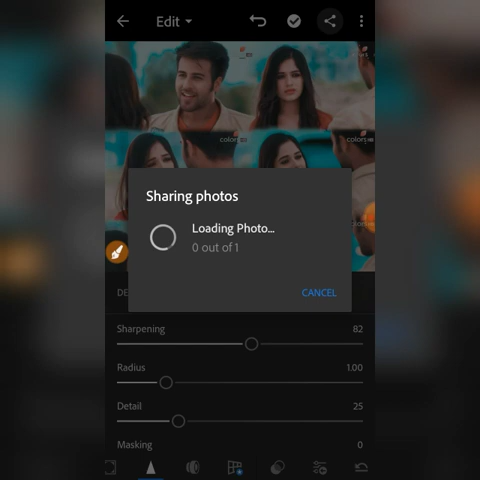 Edit
colors
colors
Sharing photos
Loading Photo...
0 out of 1
CANCEL
DE
Sharpening 82
Radius 1.00
Detail 25
Masking 0